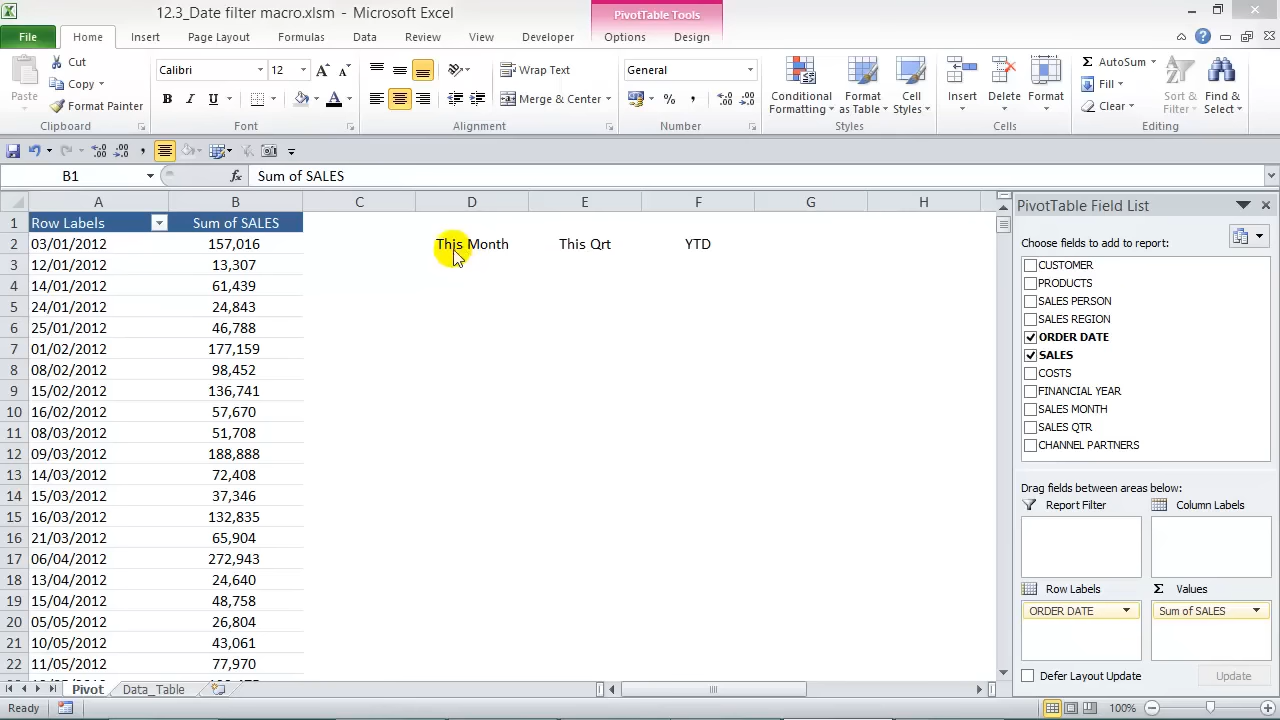 12.3_Date filter macro.xlsm - Microsoft Excel
PivotTable Tools
File Home Insert Page Layout Formulas Data Review View Developer Options Design
Paste
Cut
Copy
Format Painter
Clipboard
Calibri 12
B I U A
Font
Wrap Text
Merge & Center
Alignment
General
% ,
Number
Conditional Formatting
Format as Table
Cell Styles
Styles
Insert Delete Format
Cells
Σ AutoSum
Fill
Clear
Sort & Filter
Find & Select
Editing
B1 fx Sum of SALES
A B C D E F G H
1 Row Labels Sum of SALES
2 03/01/2012 157,016 This Month This Qrt YTD
3 12/01/2012 13,307
4 14/01/2012 61,439
5 24/01/2012 24,843
6 25/01/2012 46,788
7 01/02/2012 177,159
8 08/02/2012 98,452
9 15/02/2012 136,741
10 16/02/2012 57,670
11 08/03/2012 51,708
12 09/03/2012 188,888
13 14/03/2012 72,408
14 15/03/2012 37,346
15 16/03/2012 132,835
16 21/03/2012 65,904
17 06/04/2012 272,943
18 13/04/2012 24,640
19 15/04/2012 48,758
20 05/05/2012 26,804
21 10/05/2012 43,061
22 11/05/2012 77,970
PivotTable Field List
Choose fields to add to report:
CUSTOMER
PRODUCTS
SALES PERSON
SALES REGION
ORDER DATE
SALES
COSTS
FINANCIAL YEAR
SALES MONTH
SALES QTR
CHANNEL PARTNERS
Drag fields between areas below:
Report Filter Column Labels
Row Labels Σ Values
ORDER DATE Sum of SALES
Defer Layout Update Update
Pivot Data_Table
Ready 100%